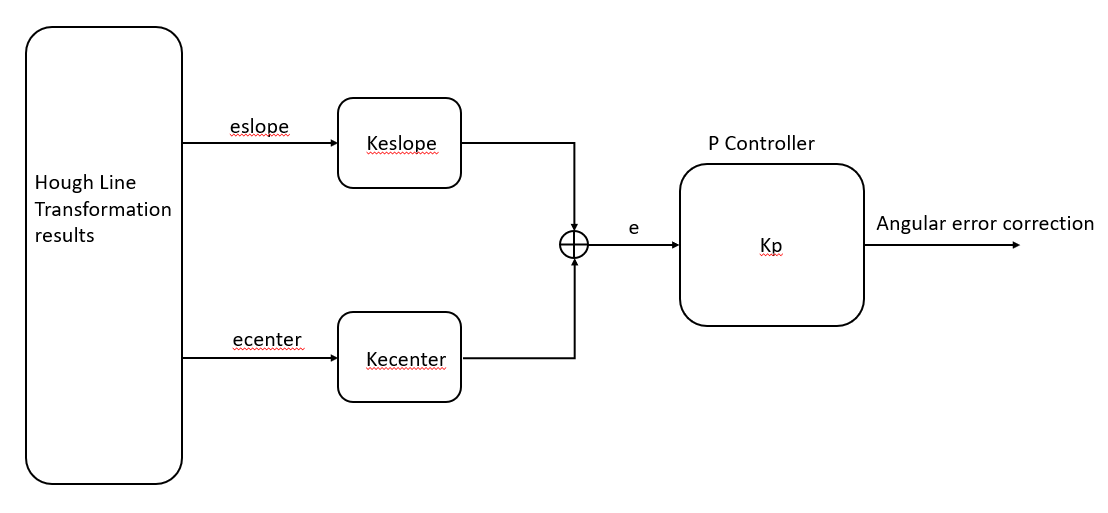 Hough Line
Transformation
results
eslope
Keslope
ecenter
Kecenter
e
P Controller
Kp
Angular error correction